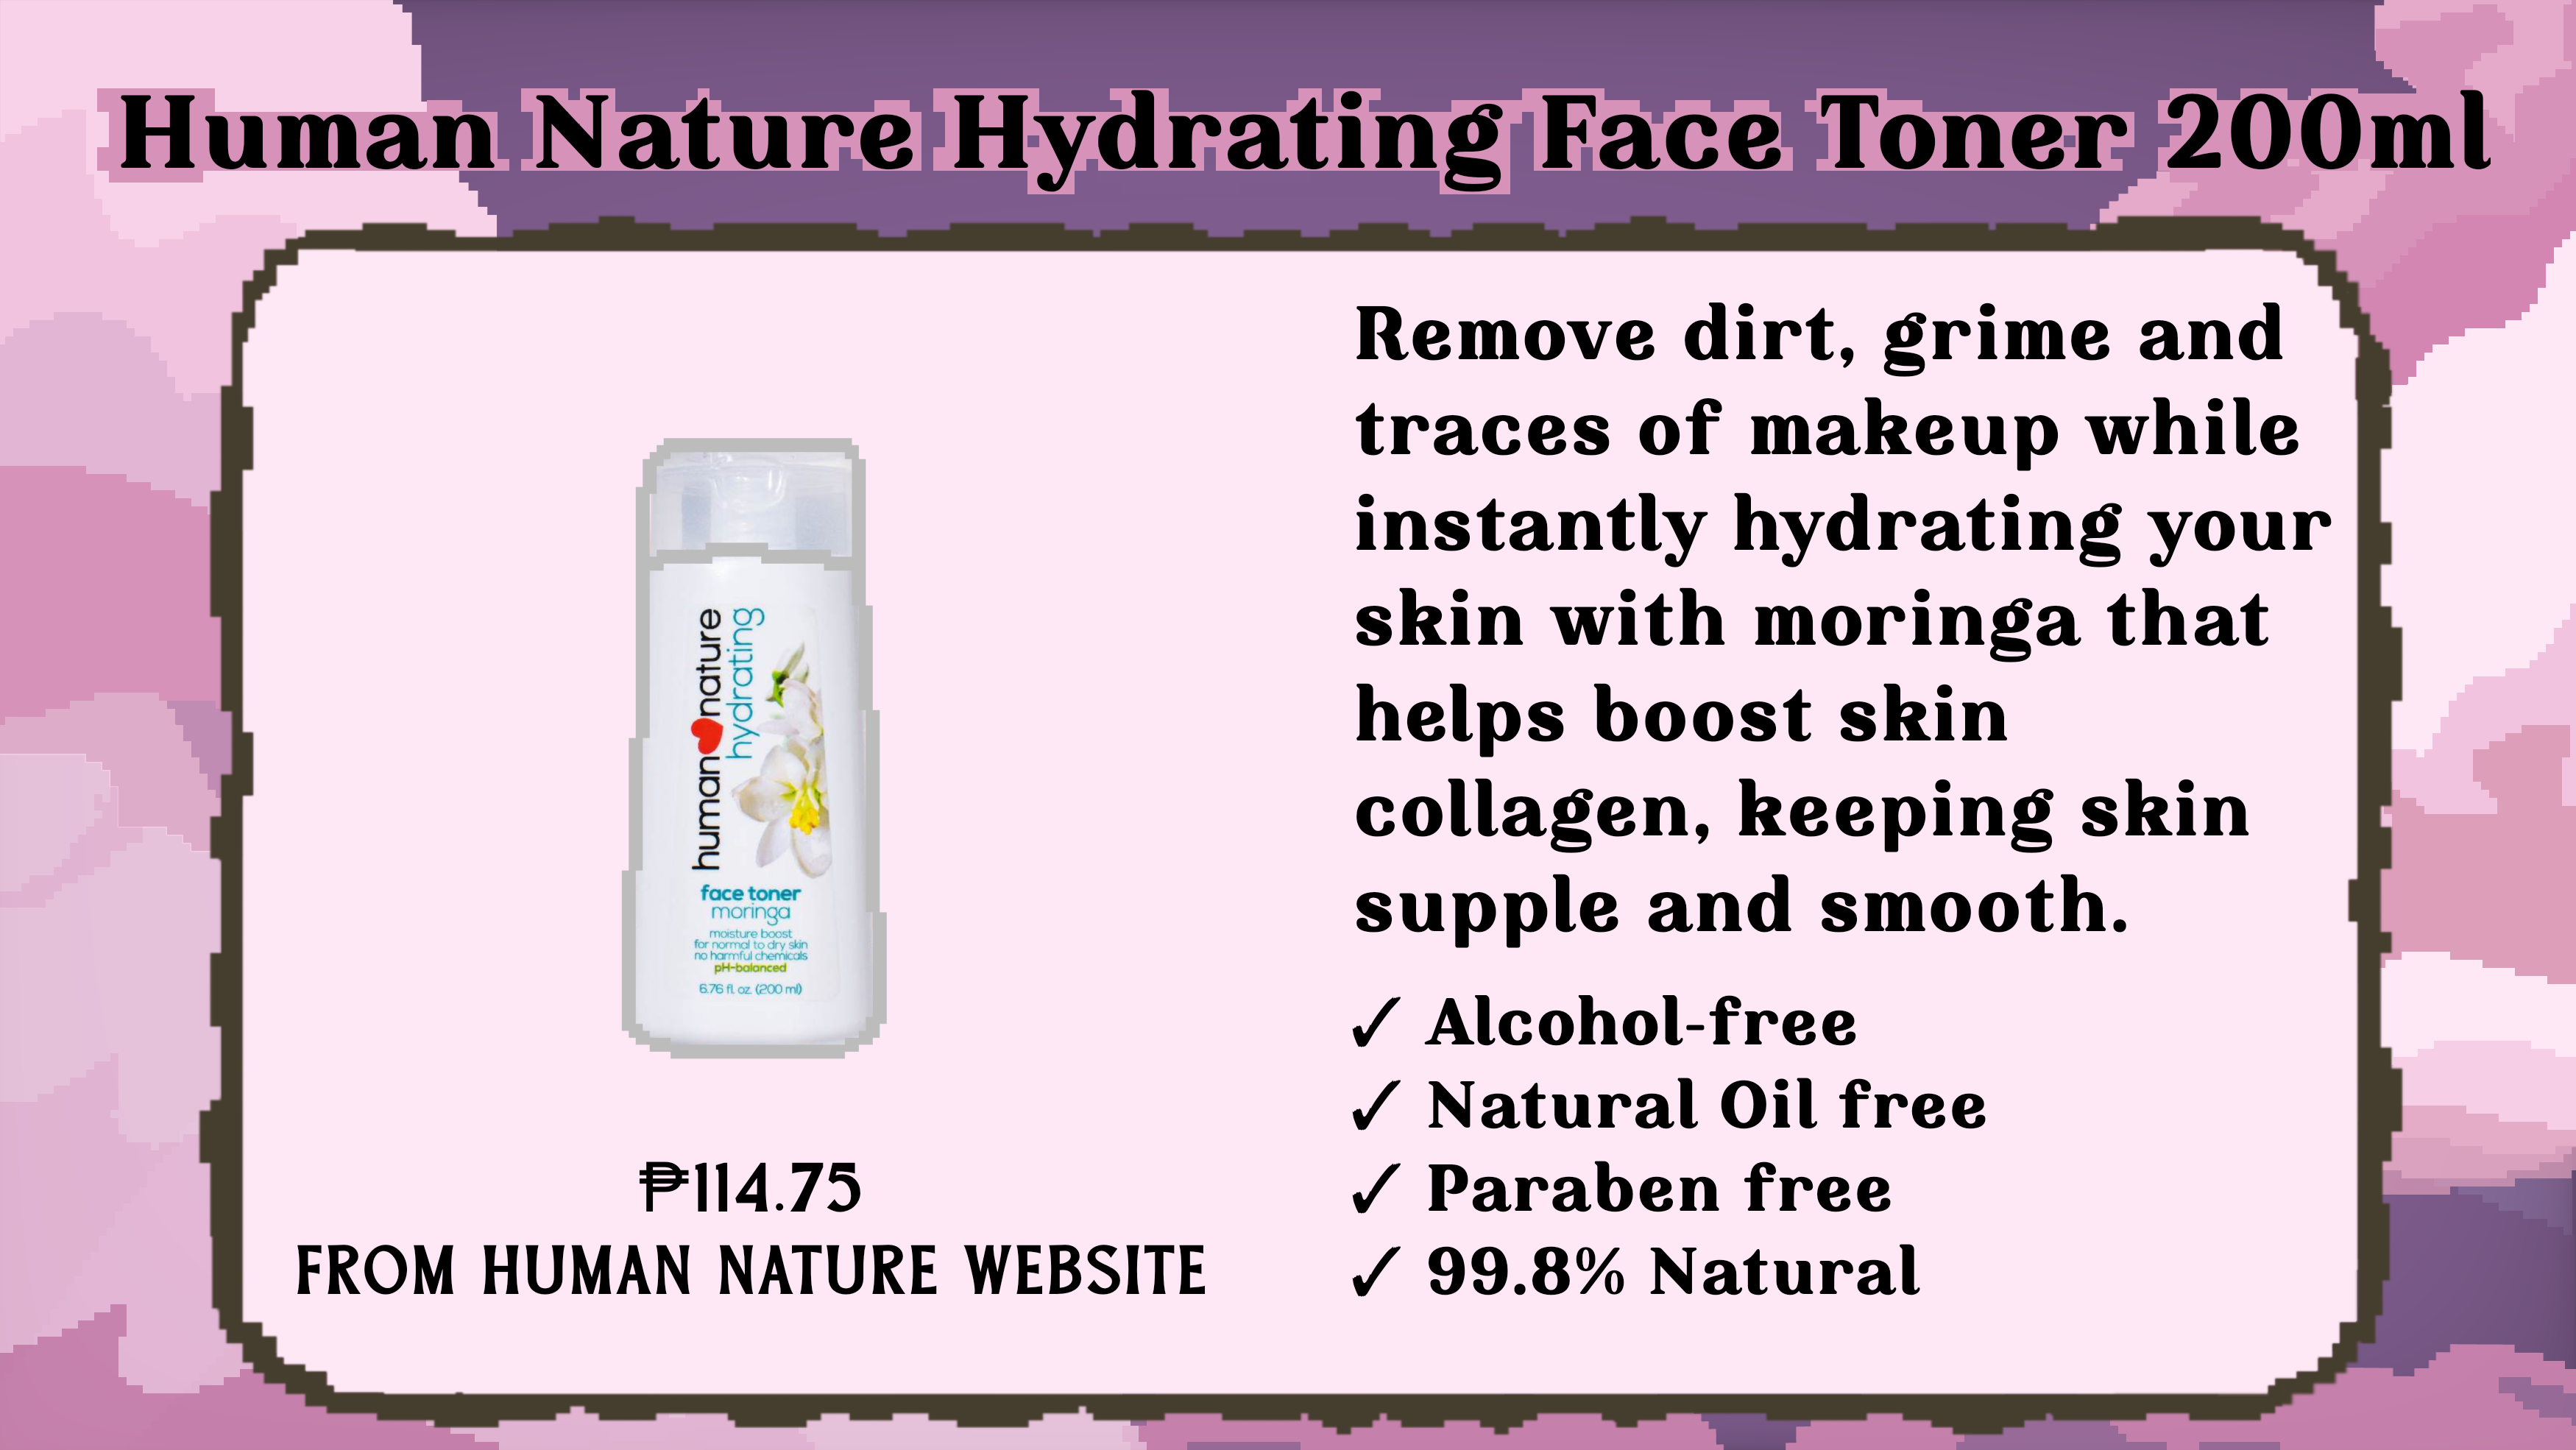 Human Nature Hydrating Face Toner 200ml
human nature
hydrating
face toner
moringa
moisture boost
for normal to dry skin
no harmful chemicals
pH-balanced
6.76 fl. oz. (200 ml)
₱114.75
FROM HUMAN NATURE WEBSITE
Remove dirt, grime and
traces of makeup while
instantly hydrating your
skin with moringa that
helps boost skin
collagen, keeping skin
supple and smooth.
✓ Alcohol-free
✓ Natural Oil free
✓ Paraben free
✓ 99.8% Natural